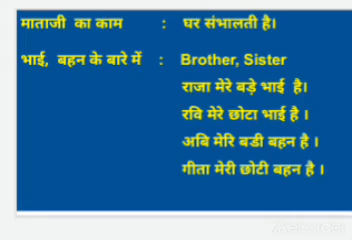 माताजी का काम : घर संभालती है।
भाई, बहन के बारे में : Brother, Sister
राजा मेरे बड़े भाई है।
रवि मेरे छोटा भाई है ।
अबि मेरि बडी बहन है ।
गीता मेरी छोटी बहन है ।